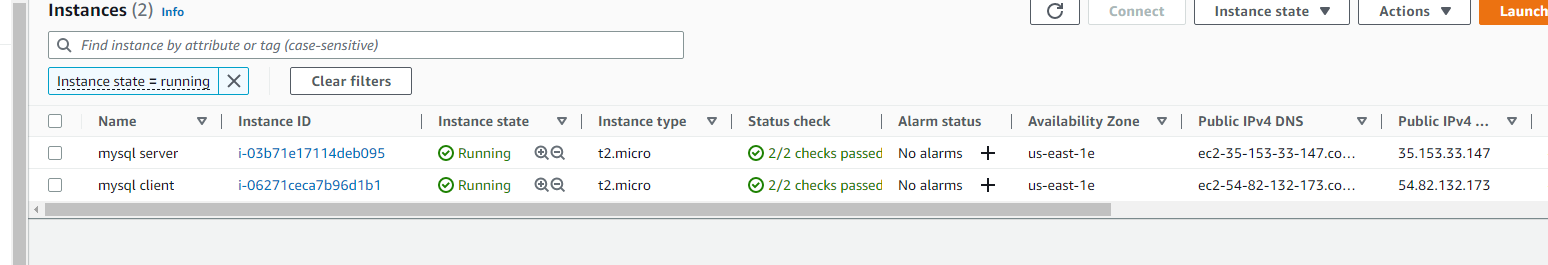 Instances (2) Info
Connect Instance state Actions Launch
Find instance by attribute or tag (case-sensitive)
Instance state = running Clear filters
Name Instance ID Instance state Instance type Status check Alarm status Availability Zone Public IPv4 DNS Public IPv4 ...
mysql server i-03b71e17114deb095 Running t2.micro 2/2 checks passed No alarms + us-east-1e ec2-35-153-33-147.co... 35.153.33.147
mysql client i-06271ceca7b96d1b1 Running t2.micro 2/2 checks passed No alarms + us-east-1e ec2-54-82-132-173.co... 54.82.132.173